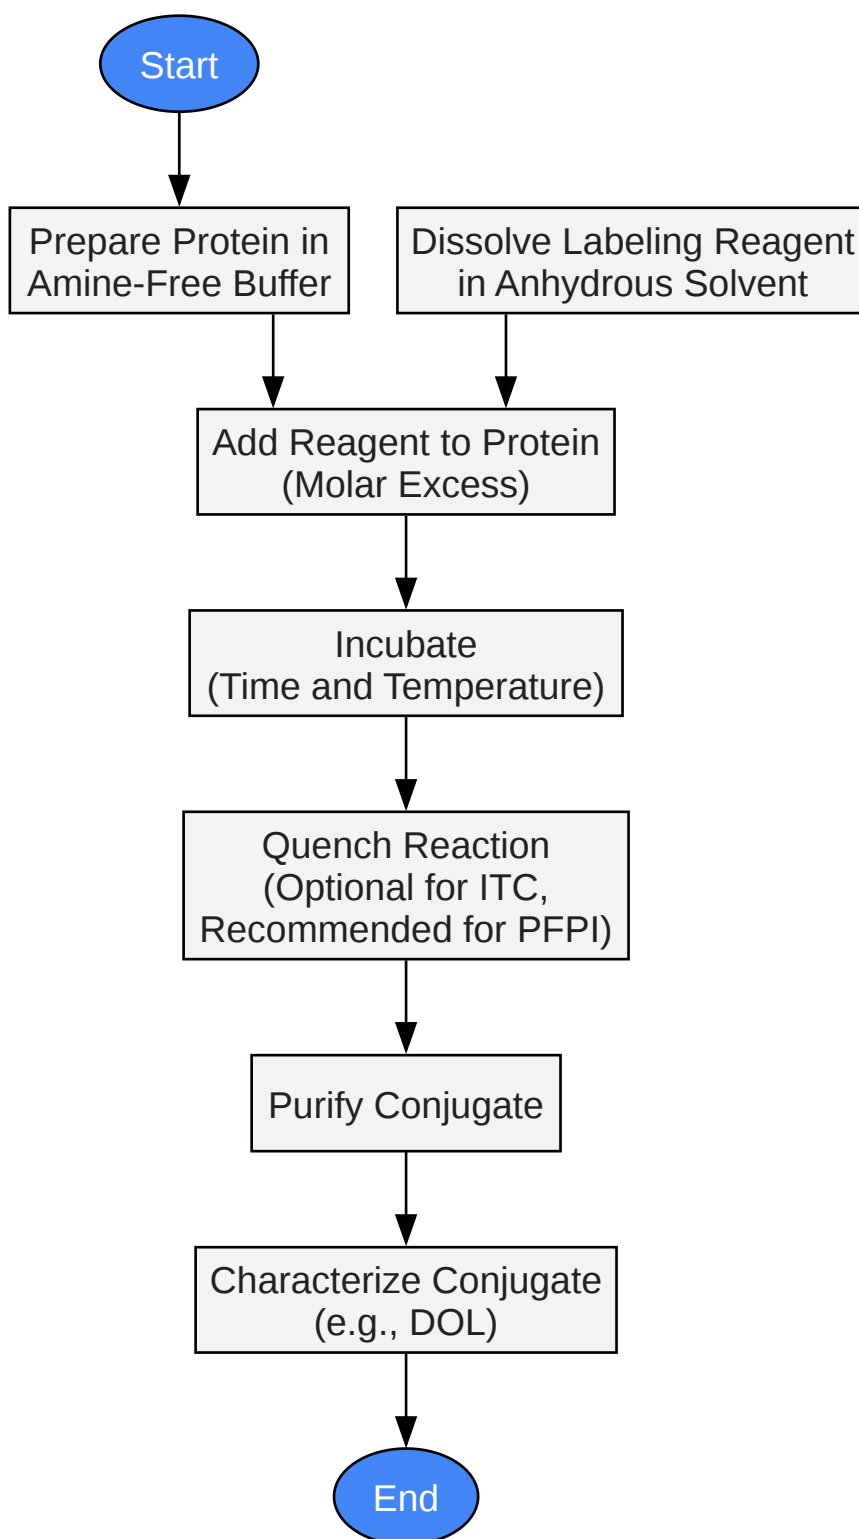 Start
Prepare Protein in
Amine-Free Buffer
Dissolve Labeling Reagent
in Anhydrous Solvent
Add Reagent to Protein
(Molar Excess)
Incubate
(Time and Temperature)
Quench Reaction
(Optional for ITC,
Recommended for PFPI)
Purify Conjugate
Characterize Conjugate
(e.g., DOL)
End